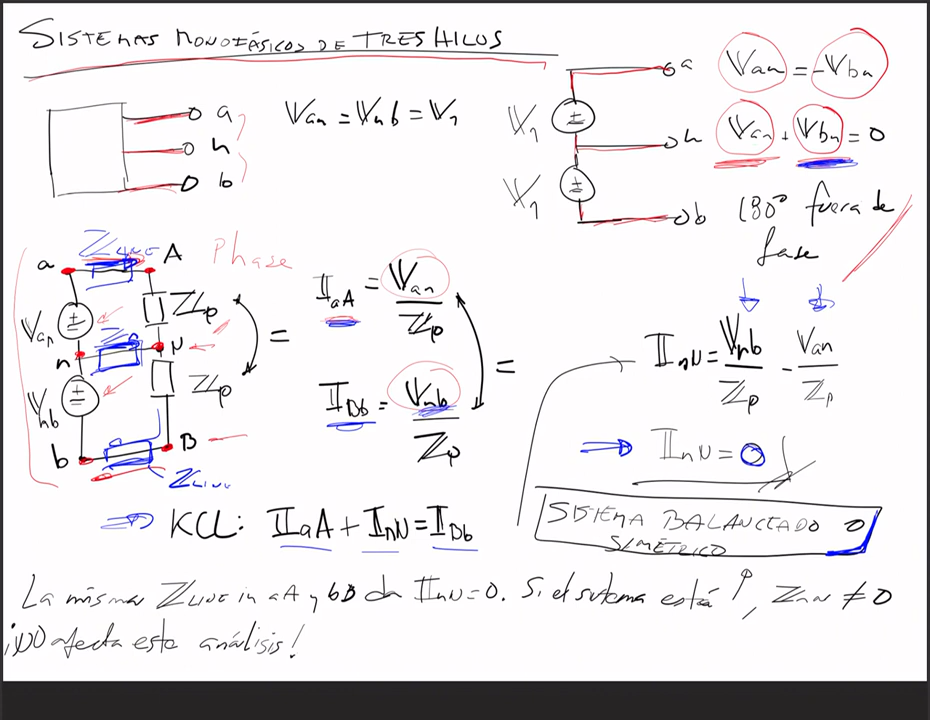 SISTEMAS MONOFÁSICOS DE TRES HILOS
a
n
b
Van = Vnb = V1
V1
V1
a
n
b
Van = -Vbn
Van + Vbn = 0
180° fuera de
fase
a ZLINE A Phase
Van
Zp
n
N
Vnb
Zp
b
B
ZLINE
=
IaA = Van / Zp
IBb = Vnb / Zp
=
InN = Vnb / Zp - Van / Zp
⇒ InN = 0
SISTEMA BALANCEADO o
SIMÉTRICO
⇒ KCL: IaA + InN = IBb
La misma ZLINE in aA y bB da InN=0. Si el sistema está ↑, ZnN ≠ 0
¡NO afecta este análisis!